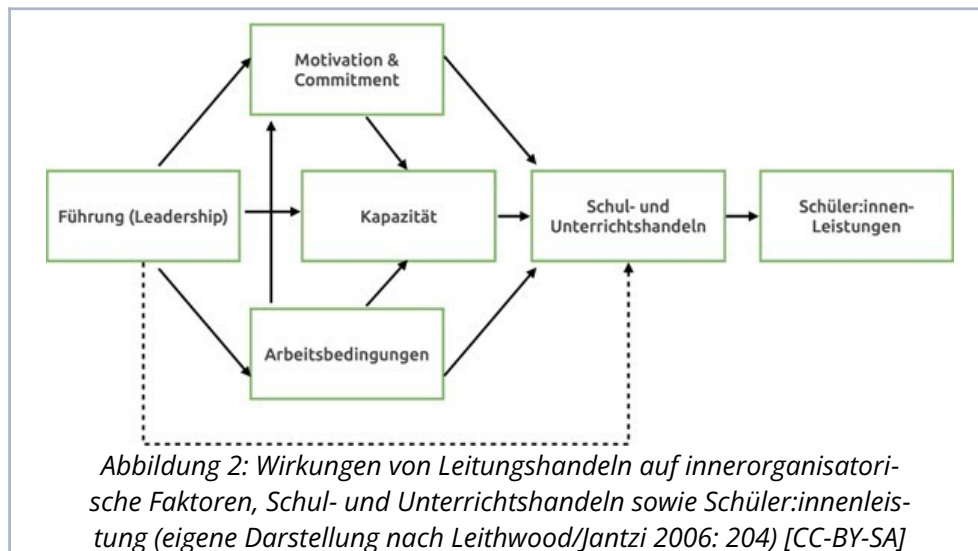 Motivation &
Commitment
Führung (Leadership)
Kapazität
Schul- und
Unterrichtshandeln
Schüler:innen-
Leistungen
Arbeitsbedingungen
Abbildung 2: Wirkungen von Leitungshandeln auf innerorganisatori-
sche Faktoren, Schul- und Unterrichtshandeln sowie Schüler:innenleis-
tung (eigene Darstellung nach Leithwood/Jantzi 2006: 204) [CC-BY-SA]